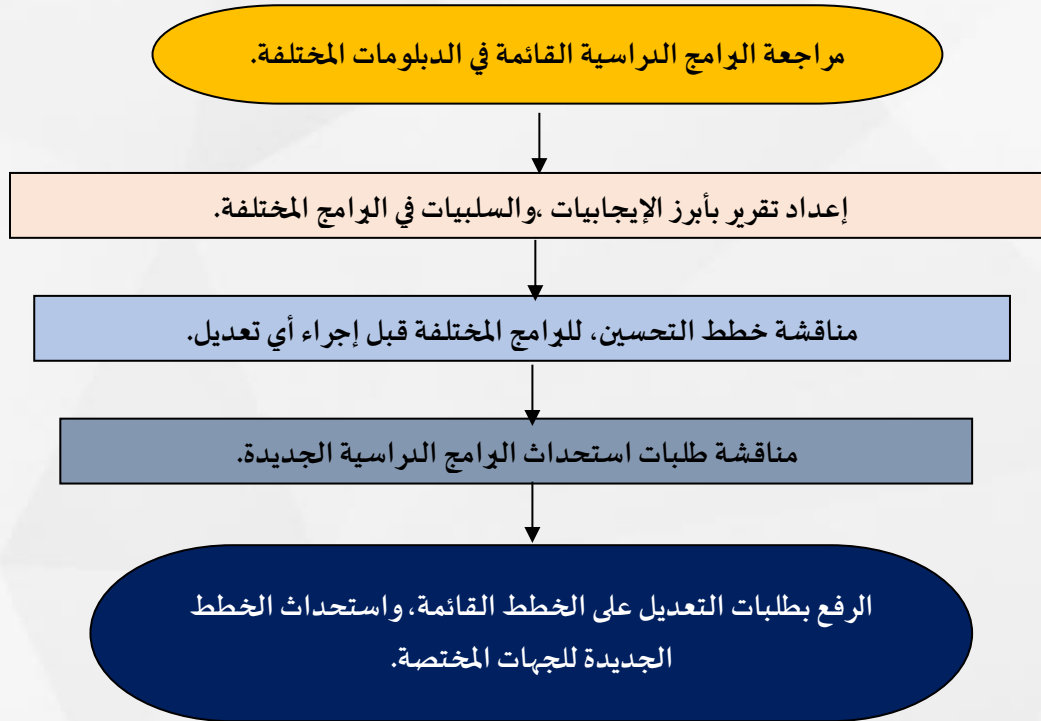 مراجعة البرامج الدراسية القائمة في الدبلومات المختلفة.
إعداد تقرير بأبرز الإيجابيات ،والسلبيات في البرامج المختلفة.
مناقشة خطط التحسين، للبرامج المختلفة قبل إجراء أي تعديل.
مناقشة طلبات استحداث البرامج الدراسية الجديدة.
الرفع بطلبات التعديل على الخطط القائمة، واستحداث الخطط
الجديدة للجهات المختصة.